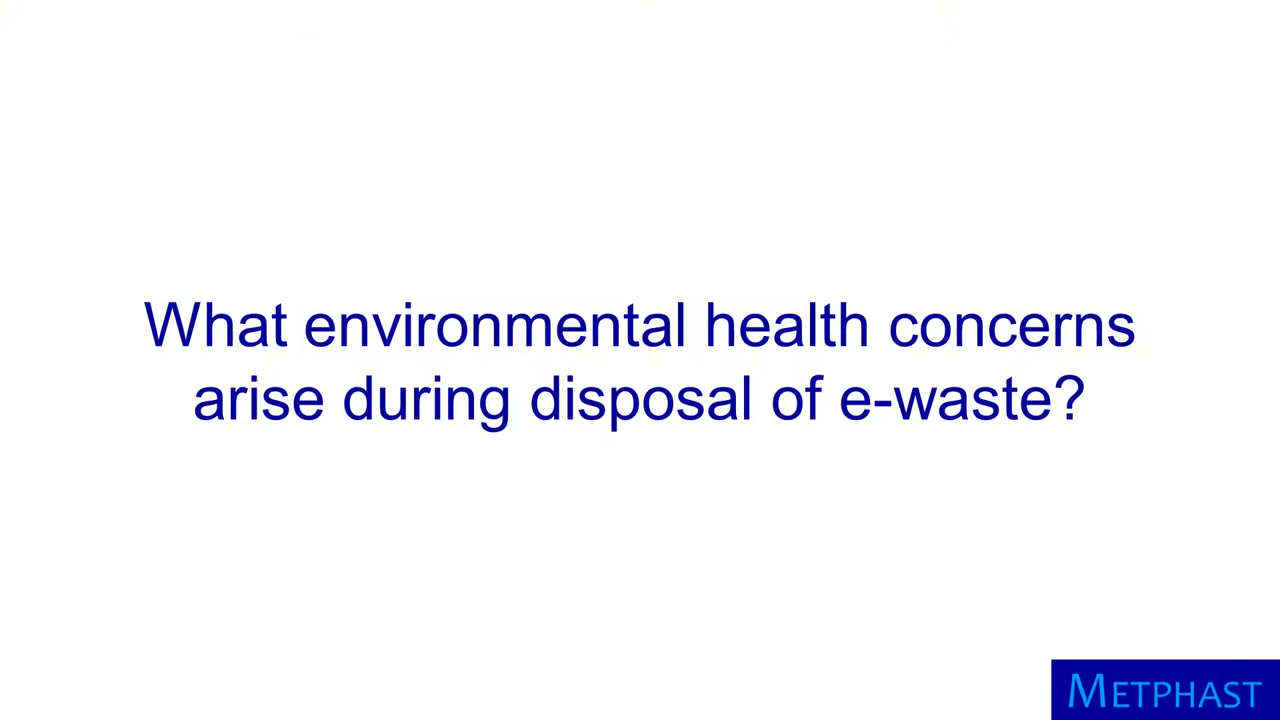 What environmental health concerns
arise during disposal of e-waste?
METPHAST